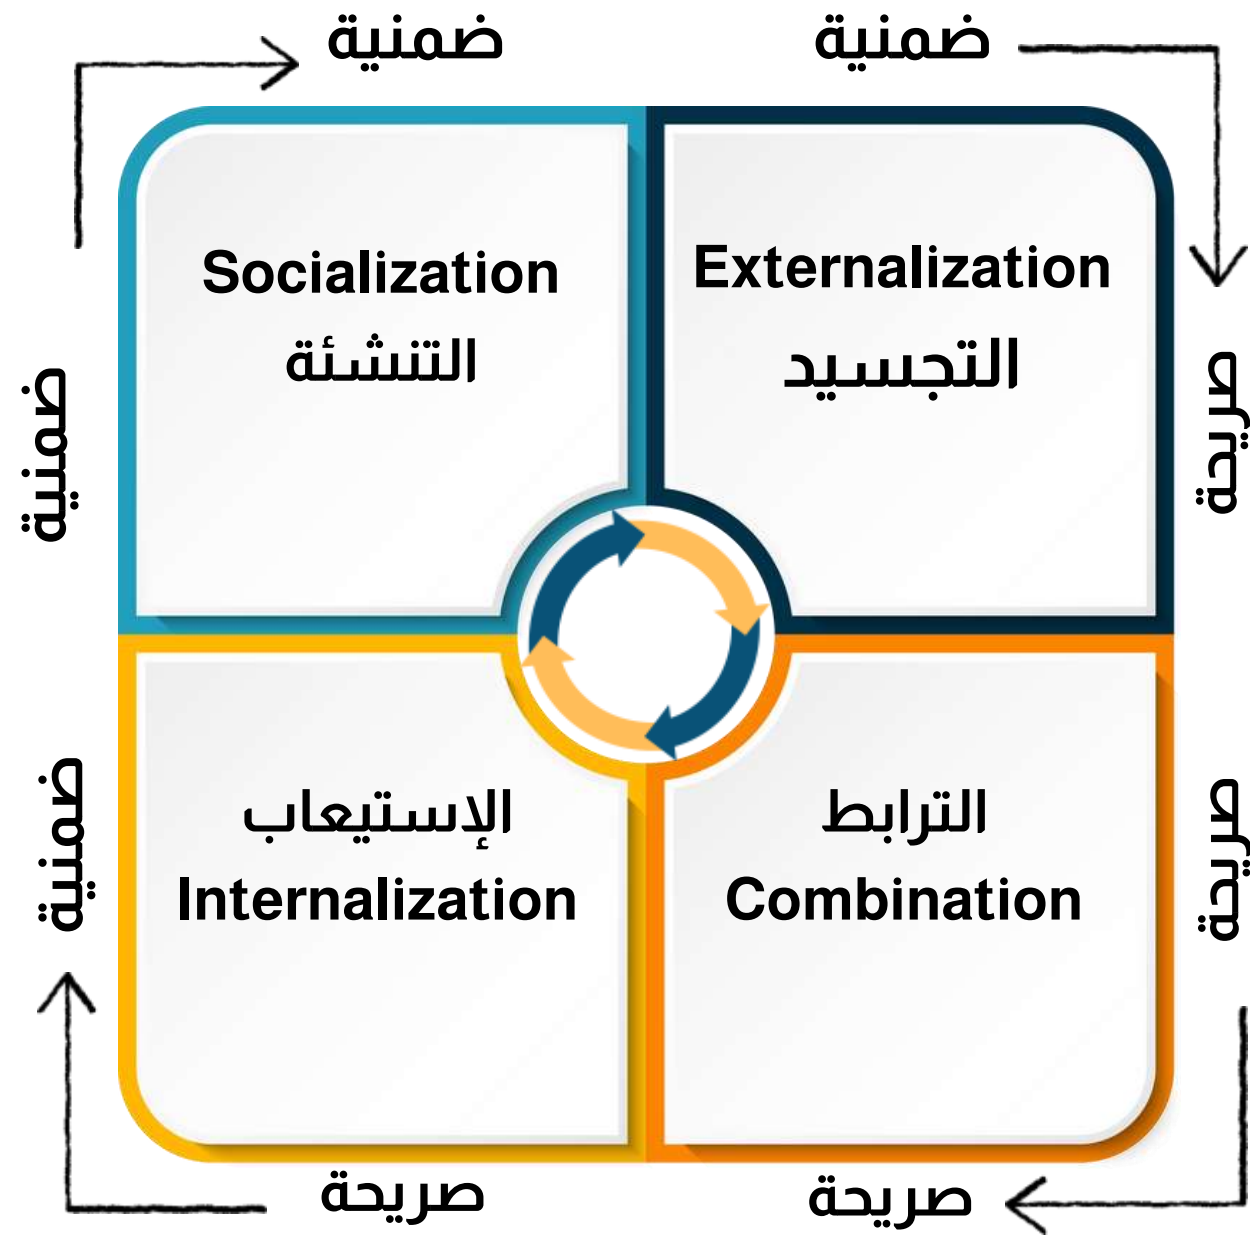 ضمنية
ضمنية
Socialization
التنشئة
Externalization
التجسيد
ضمنية
صريحة
الإستيعاب
Internalization
الترابط
Combination
ضمنية
صريحة
صريحة
صريحة